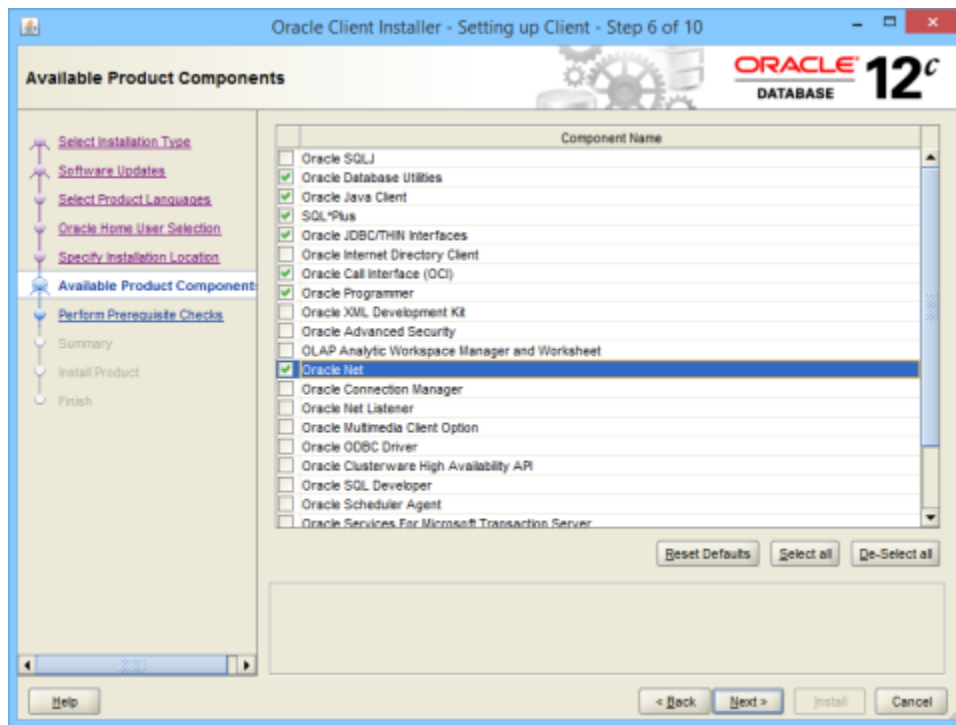 Oracle Client Installer - Setting up Client - Step 6 of 10
Available Product Components
ORACLE
DATABASE
12c
Select Installation Type
Software Updates
Select Product Languages
Oracle Home User Selection
Specify Installation Location
Available Product Component
Perform Prerequisite Checks
Summary
Install Product
Finish
Component Name
Oracle SQLJ
Oracle Database Utilities
Oracle Java Client
SQL*Plus
Oracle JDBC/THIN Interfaces
Oracle Internet Directory Client
Oracle Call Interface (OCI)
Oracle Programmer
Oracle XML Development Kit
Oracle Advanced Security
OLAP Analytic Workspace Manager and Worksheet
Oracle Net
Oracle Connection Manager
Oracle Net Listener
Oracle Multimedia Client Option
Oracle ODBC Driver
Oracle Clusterware High Availability API
Oracle SQL Developer
Oracle Scheduler Agent
Oracle Services For Microsoft Transaction Server
Reset Defaults
Select all
De-Select all
Help
< Back
Next >
Install
Cancel